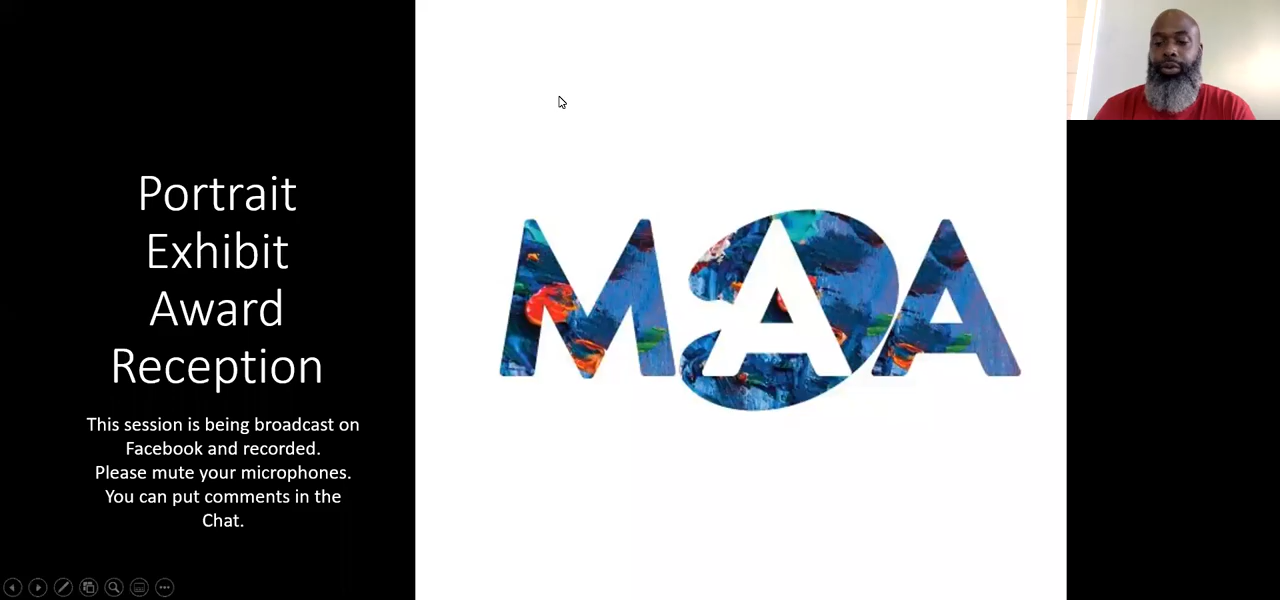 Portrait
Exhibit
Award
Reception
This session is being broadcast on
Facebook and recorded.
Please mute your microphones.
You can put comments in the
Chat.
MAA